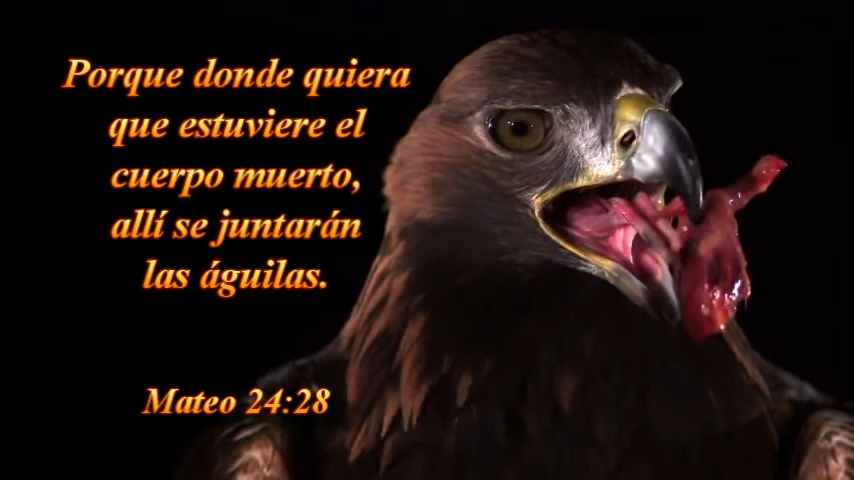 Porque donde quiera
que estuviere el
cuerpo muerto,
allí se juntarán
las águilas.
Mateo 24:28